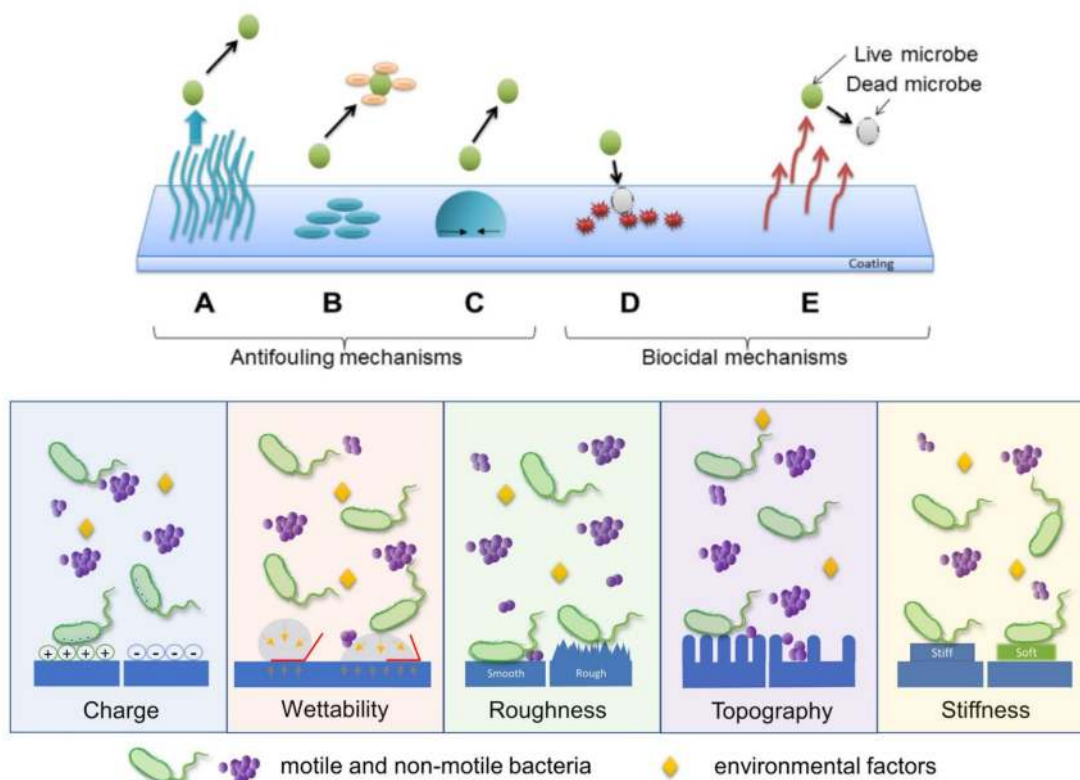 Live microbe
Dead microbe
Coating
A B C D E
Antifouling mechanisms Biocidal mechanisms
+ + + + - - - -
Smooth Rough
Stiff Soft
Charge Wettability Roughness Topography Stiffness
motile and non-motile bacteria environmental factors